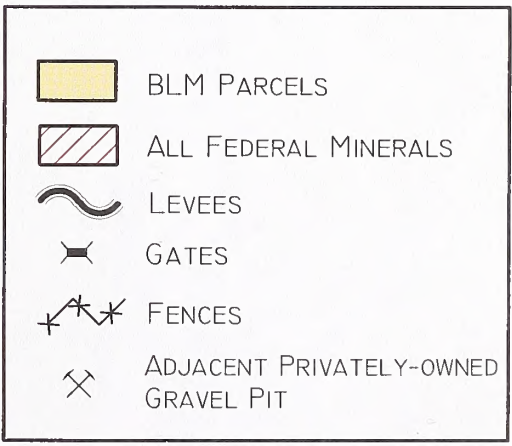 BLM PARCELS
ALL FEDERAL MINERALS
LEVEES
GATES
FENCES
ADJACENT PRIVATELY-OWNED
GRAVEL PIT